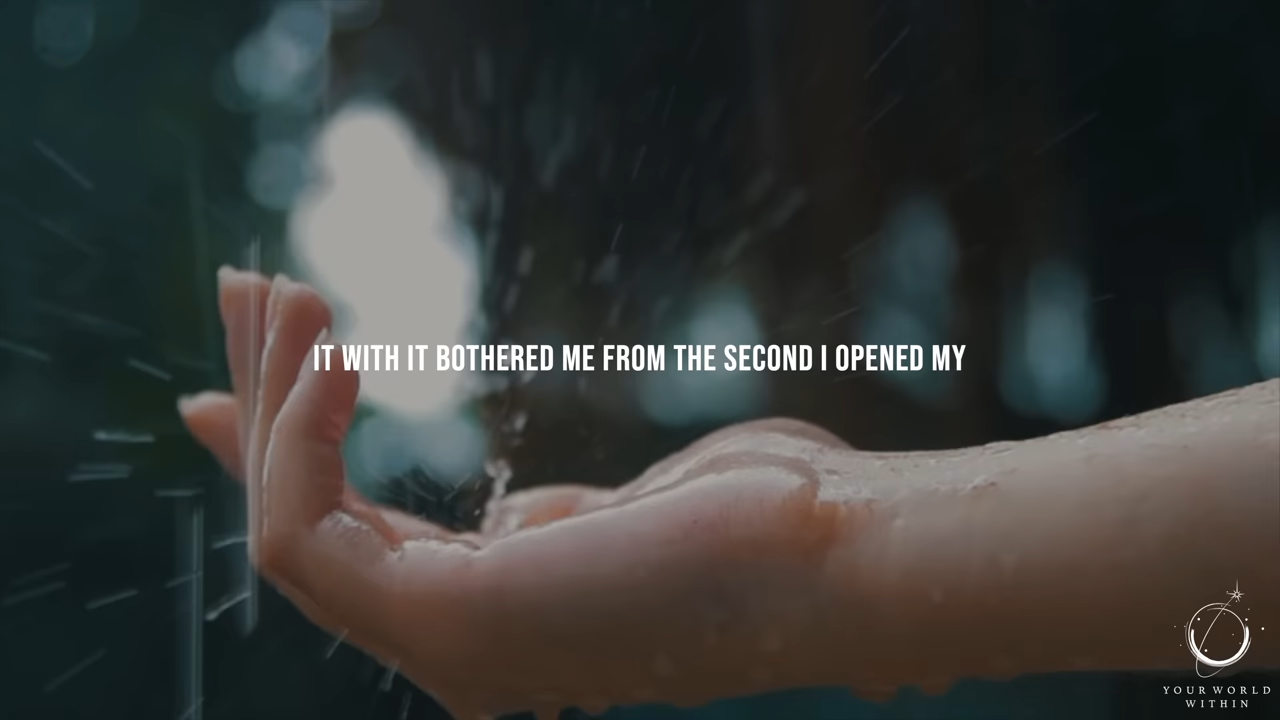 IT WITH IT BOTHERED ME FROM THE SECOND I OPENED MY
YOUR WORLD
WITHIN